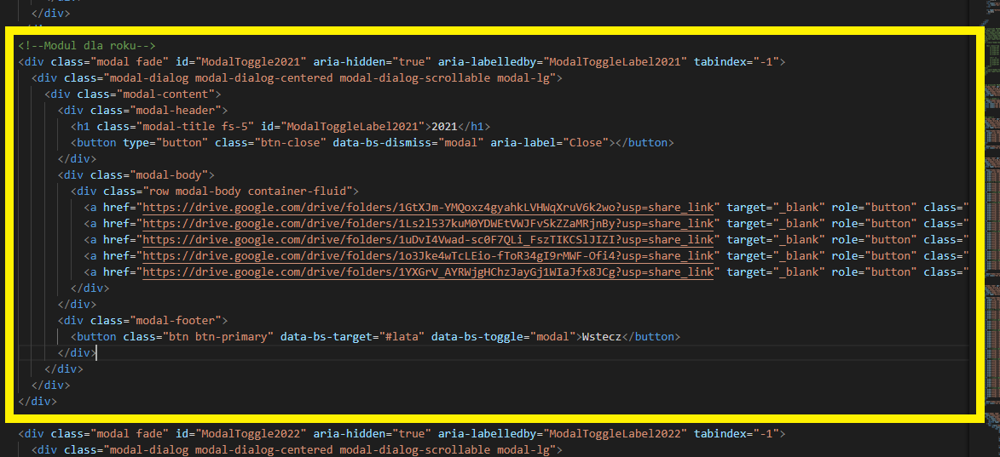 </div>
<!--Modul dla roku-->
<div class="modal fade" id="ModalToggle2021" aria-hidden="true" aria-labelledby="ModalToggleLabel2021" tabindex="-1">
<div class="modal-dialog modal-dialog-centered modal-dialog-scrollable modal-lg">
<div class="modal-content">
<div class="modal-header">
<h1 class="modal-title fs-5" id="ModalToggleLabel2021">2021</h1>
<button type="button" class="btn-close" data-bs-dismiss="modal" aria-label="Close"></button>
</div>
<div class="modal-body">
<div class="row modal-body container-fluid">
<a href="https://drive.google.com/drive/folders/1GtXJm-YMQoxz4gyahkLVHWqXruV6k2wo?usp=share_link" target="_blank" role="button" class="
<a href="https://drive.google.com/drive/folders/1Ls2l537kuM0YDWEtVWJFvSkZZaMRjnBy?usp=share_link" target="_blank" role="button" class="
<a href="https://drive.google.com/drive/folders/1uDvI4Vwad-sc0F7QLi_FszTIKCSlJIZI?usp=share_link" target="_blank" role="button" class="
<a href="https://drive.google.com/drive/folders/1o3Jke4wTcLEio-fToR34gI9rMWF-Ofi4?usp=share_link" target="_blank" role="button" class="
<a href="https://drive.google.com/drive/folders/1YXGrV_AYRWjgHChzJayGj1WIaJfx8JCg?usp=share_link" target="_blank" role="button" class="
</div>
</div>
<div class="modal-footer">
<button class="btn btn-primary" data-bs-target="#lata" data-bs-toggle="modal">Wstecz</button>
</div>
</div>
</div>
</div>
<div class="modal fade" id="ModalToggle2022" aria-hidden="true" aria-labelledby="ModalToggleLabel2022" tabindex="-1">
<div class="modal-dialog modal-dialog-centered modal-dialog-scrollable modal-lg">